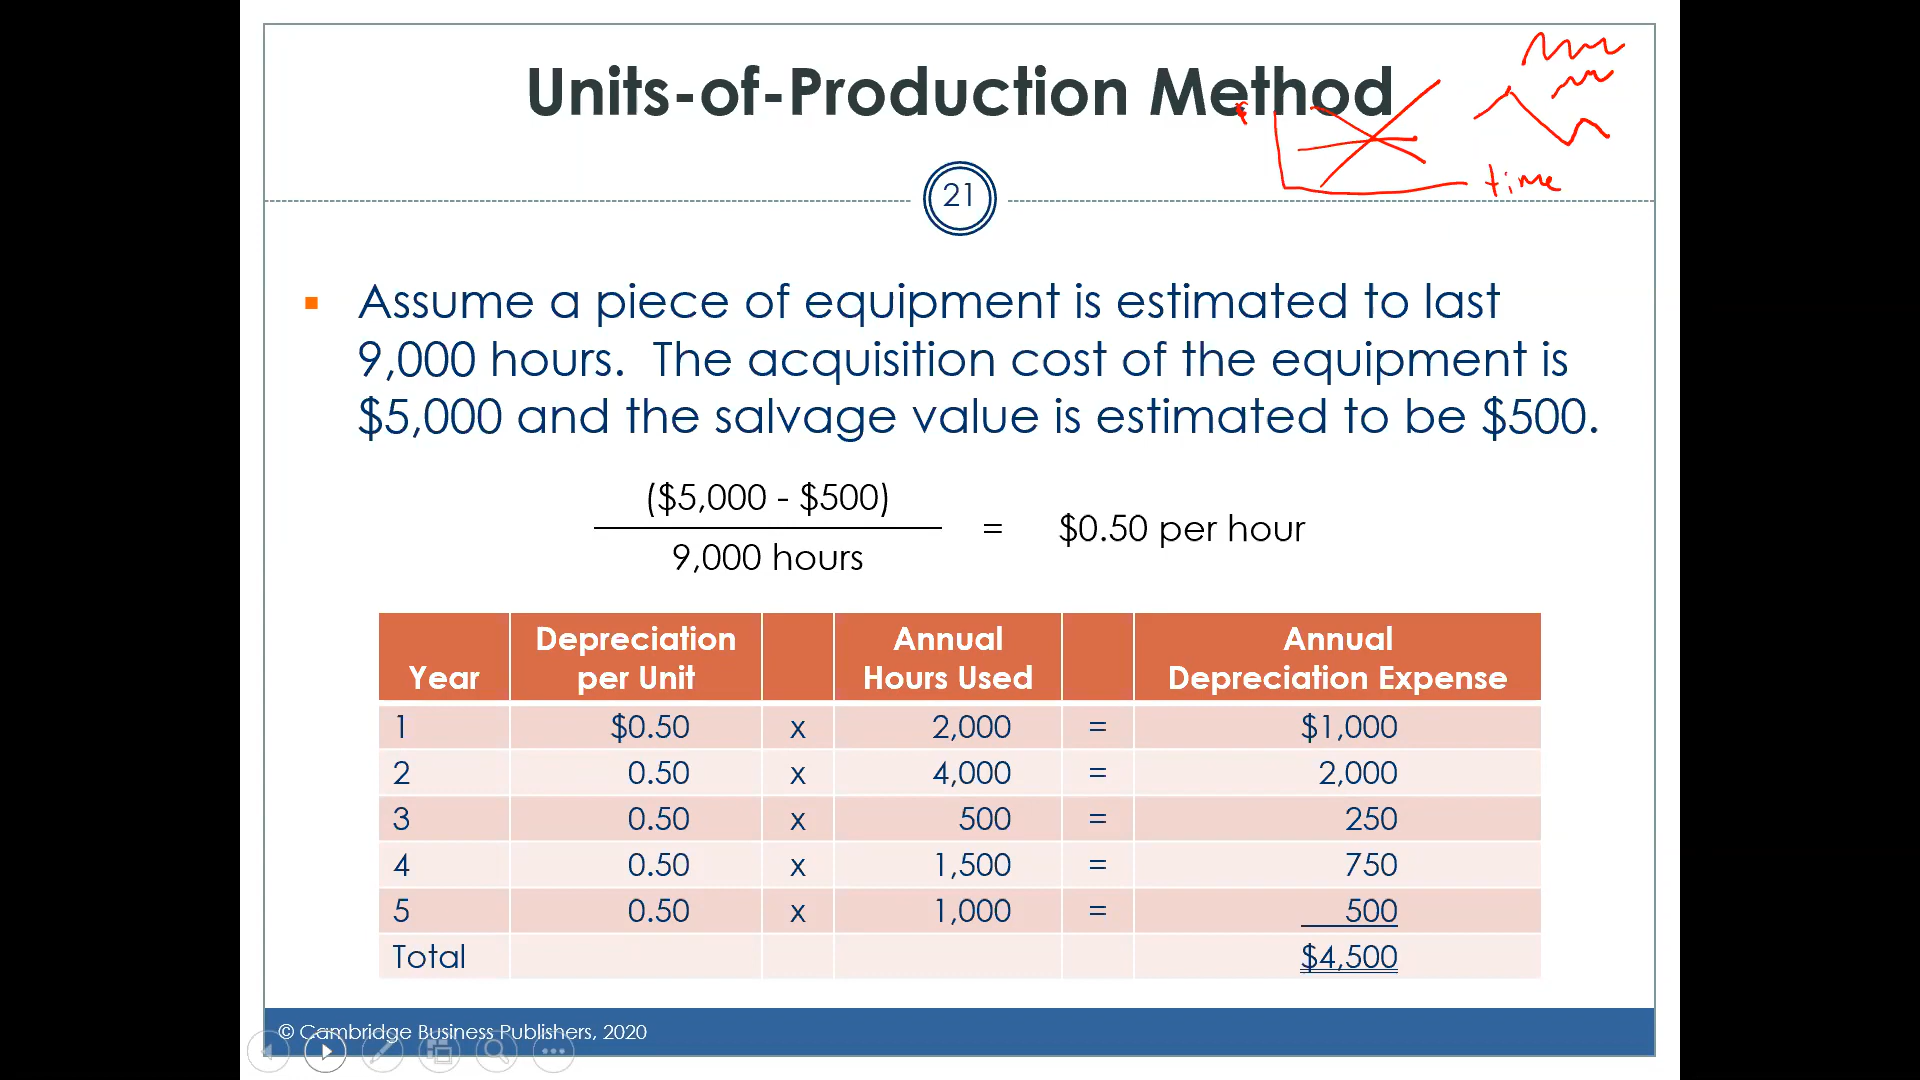 Units-of-Production Method
time
21
Assume a piece of equipment is estimated to last
9,000 hours. The acquisition cost of the equipment is
$5,000 and the salvage value is estimated to be $500.
($5,000 - $500)
9,000 hours
= $0.50 per hour
Year Depreciation per Unit Annual Hours Used Annual Depreciation Expense
1 $0.50 x 2,000 = $1,000
2 0.50 x 4,000 = 2,000
3 0.50 x 500 = 250
4 0.50 x 1,500 = 750
5 0.50 x 1,000 = 500
Total $4,500
© Cambridge Business Publishers, 2020